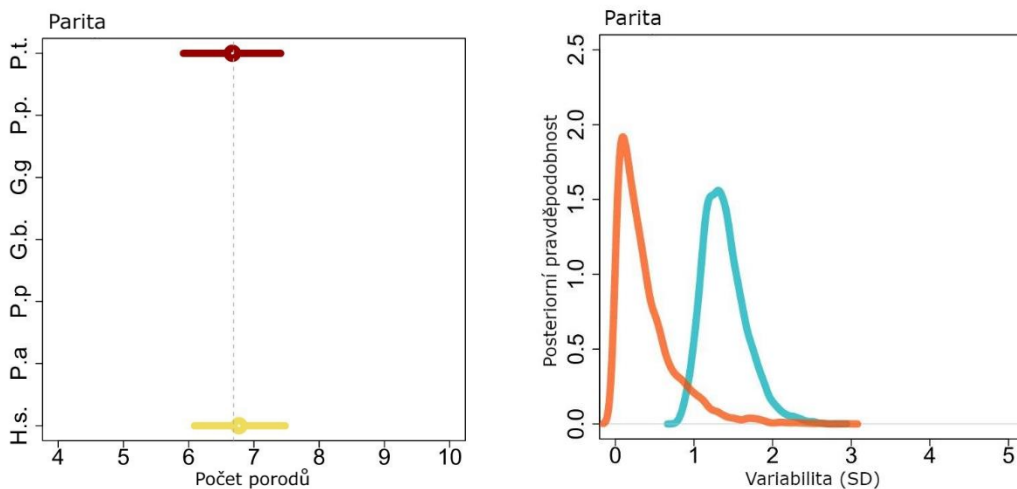 Parita
P.t.
P.p.
G.g
G.b.
P.p
P.a
H.s.
4 5 6 7 8 9 10
Počet porodů
Parita
Posteriorní pravděpodobnost
2.5
2.0
1.5
1.0
0.5
0.0
0 1 2 3 4 5
Variabilita (SD)